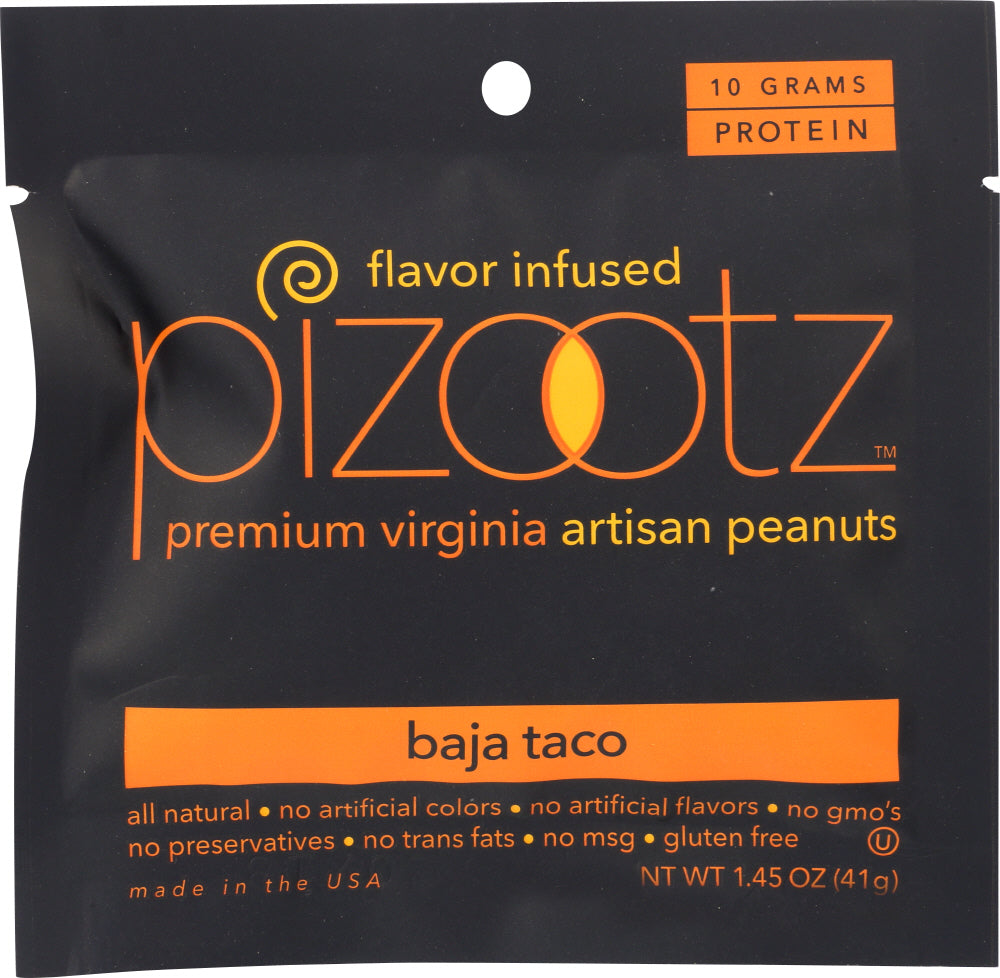 10 GRAMS
PROTEIN
flavor infused
pizootz™
premium virginia artisan peanuts
baja taco
all natural • no artificial colors • no artificial flavors • no gmo's
no preservatives • no trans fats • no msg • gluten free
U
made in the USA
NT WT 1.45 OZ (41g)